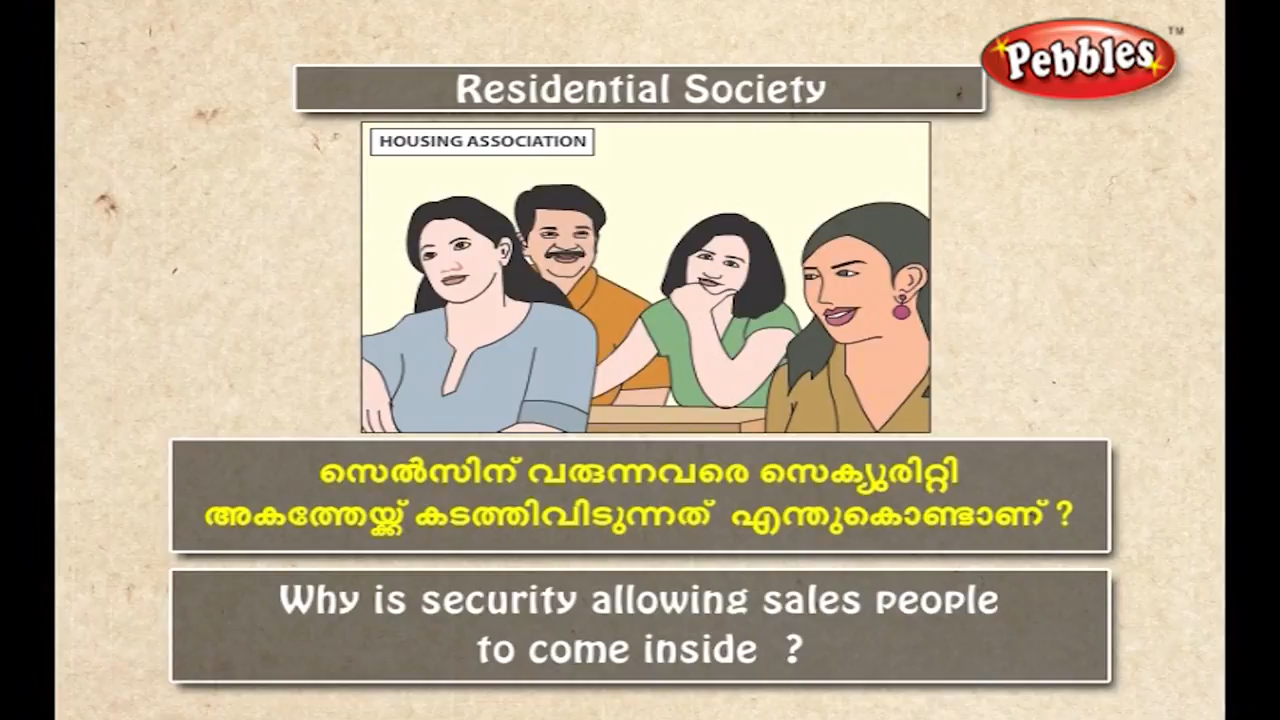 Pebbles™
Residential Society
HOUSING ASSOCIATION
സെൽസിന് വരുന്നവരെ സെക്യുരിറ്റി
അകത്തേയ്ക്ക് കടത്തിവിടുന്നത് എന്തുകൊണ്ടാണ് ?
Why is security allowing sales people
to come inside ?